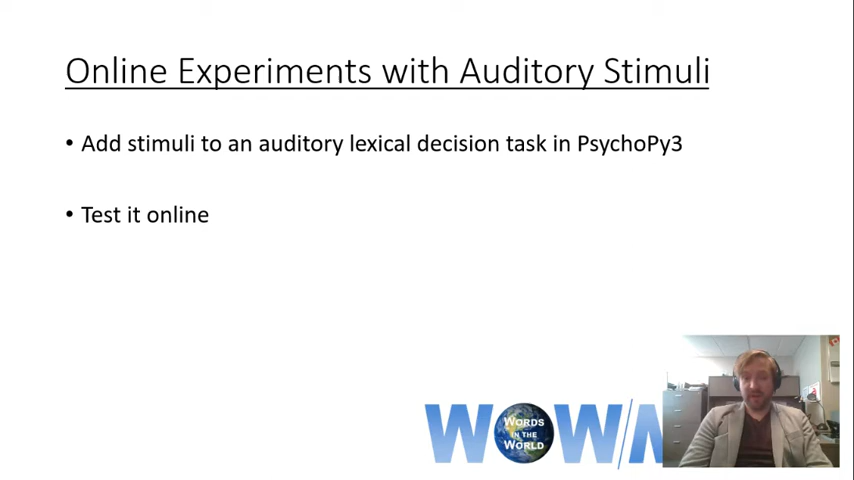 Online Experiments with Auditory Stimuli
• Add stimuli to an auditory lexical decision task in PsychoPy3
• Test it online
WOW/M
WORDS
IN THE
WORLD